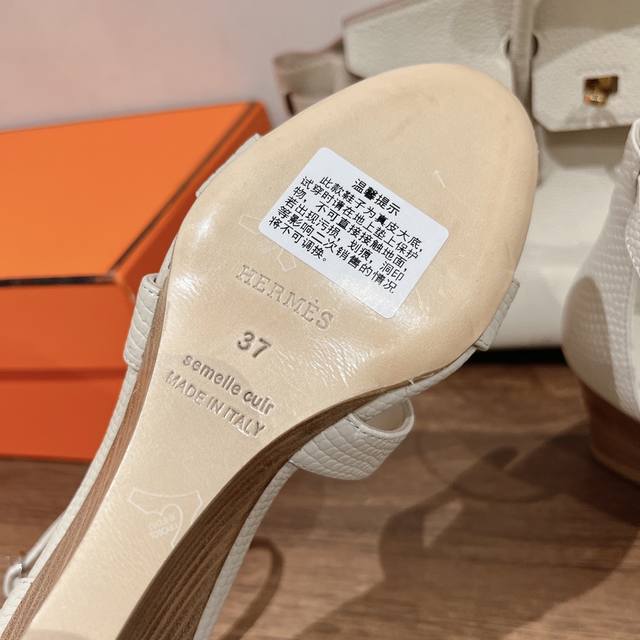 温馨提示
此款鞋子为真皮大底,
试穿时请在地上垫上保护
物, 不可直接接触地面,
若出现污损, 划痕, 洞印
等影响二次销售的情况
将不可调换。
HERMÈS
37
semelle cuir
MADE IN ITALY